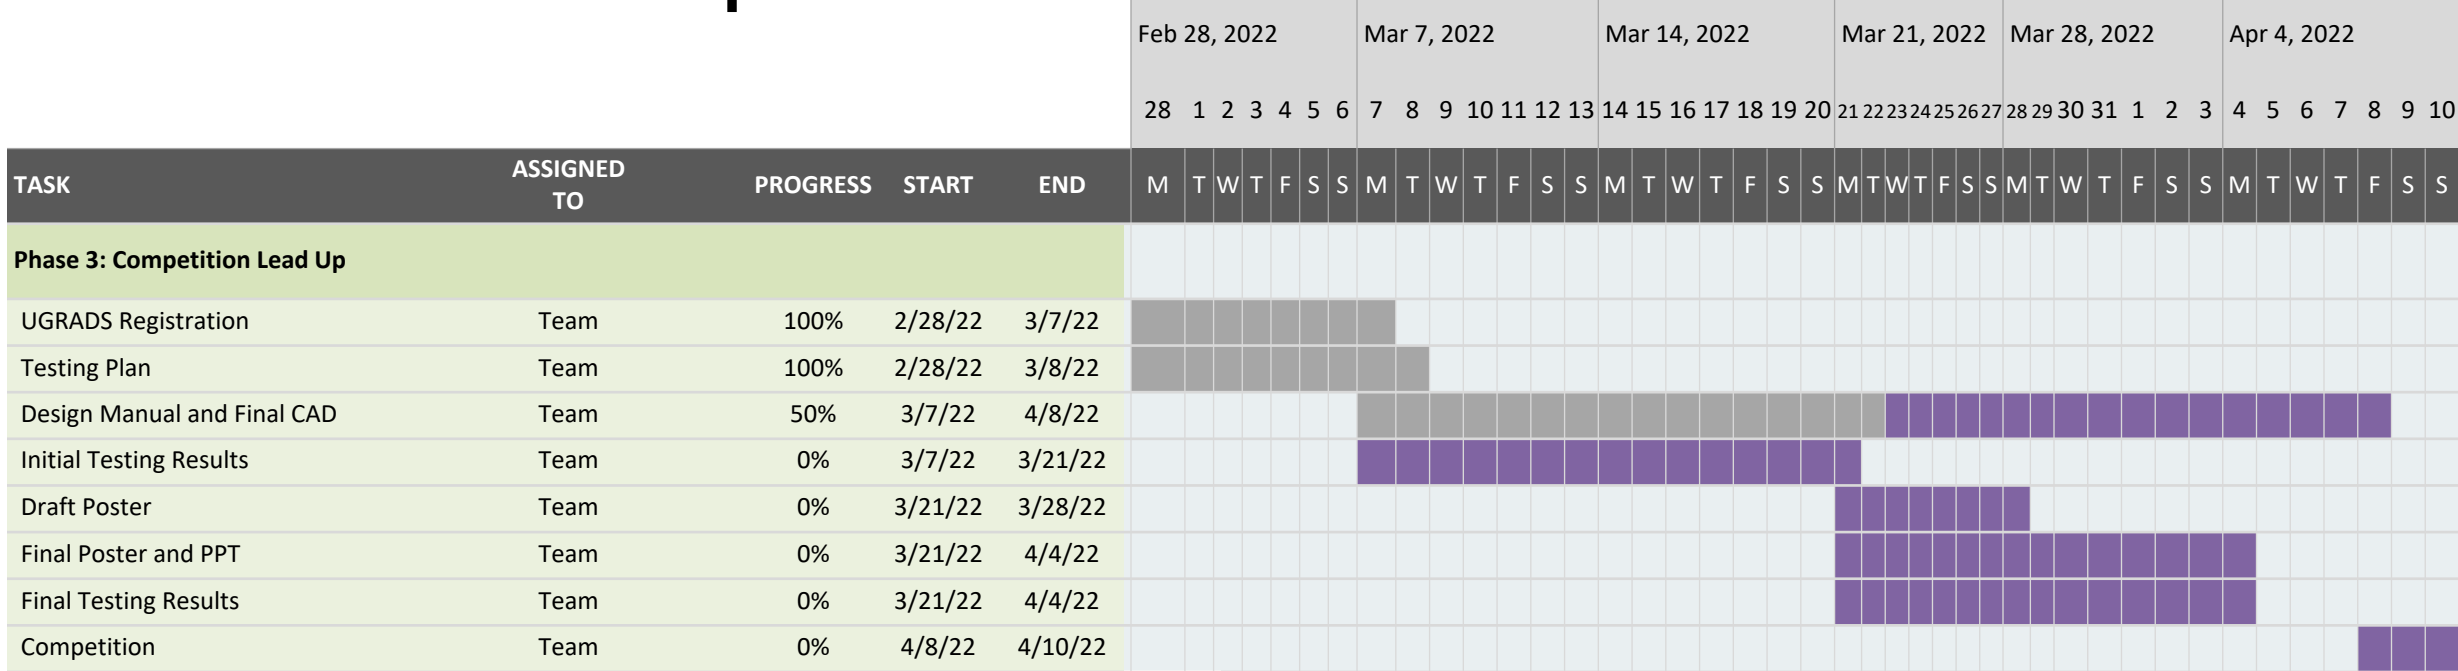 Feb 28, 2022 Mar 7, 2022 Mar 14, 2022 Mar 21, 2022 Mar 28, 2022 Apr 4, 2022
28 1 2 3 4 5 6 7 8 9 10 11 12 13 14 15 16 17 18 19 20 21 22 23 24 25 26 27 28 29 30 31 1 2 3 4 5 6 7 8 9 10
TASK ASSIGNED TO PROGRESS START END M T W T F S S M T W T F S S M T W T F S S M T W T F S S M T W T F S S M T W T F S S
Phase 3: Competition Lead Up
UGRADS Registration Team 100% 2/28/22 3/7/22
Testing Plan Team 100% 2/28/22 3/8/22
Design Manual and Final CAD Team 50% 3/7/22 4/8/22
Initial Testing Results Team 0% 3/7/22 3/21/22
Draft Poster Team 0% 3/21/22 3/28/22
Final Poster and PPT Team 0% 3/21/22 4/4/22
Final Testing Results Team 0% 3/21/22 4/4/22
Competition Team 0% 4/8/22 4/10/22